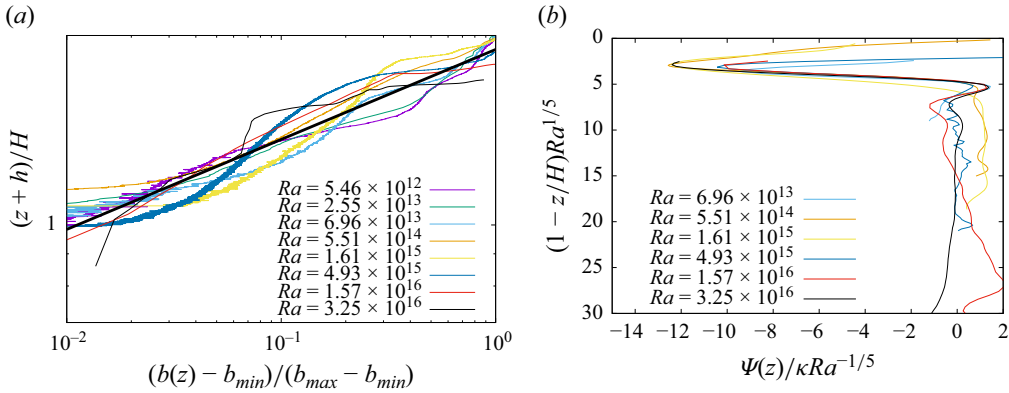 (a)
(z + h)/H
1
Ra = 5.46 × 10^12
Ra = 2.55 × 10^13
Ra = 6.96 × 10^13
Ra = 5.51 × 10^14
Ra = 1.61 × 10^15
Ra = 4.93 × 10^15
Ra = 1.57 × 10^16
Ra = 3.25 × 10^16
10^−2
10^−1
10^0
(b(z) − b_min)/(b_max − b_min)
(b)
(1 − z/H)Ra^1/5
0
5
10
15
20
25
30
Ra = 6.96 × 10^13
Ra = 5.51 × 10^14
Ra = 1.61 × 10^15
Ra = 4.93 × 10^15
Ra = 1.57 × 10^16
Ra = 3.25 × 10^16
−14 −12 −10 −8 −6 −4 −2 0 2
Ψ(z)/κRa^−1/5